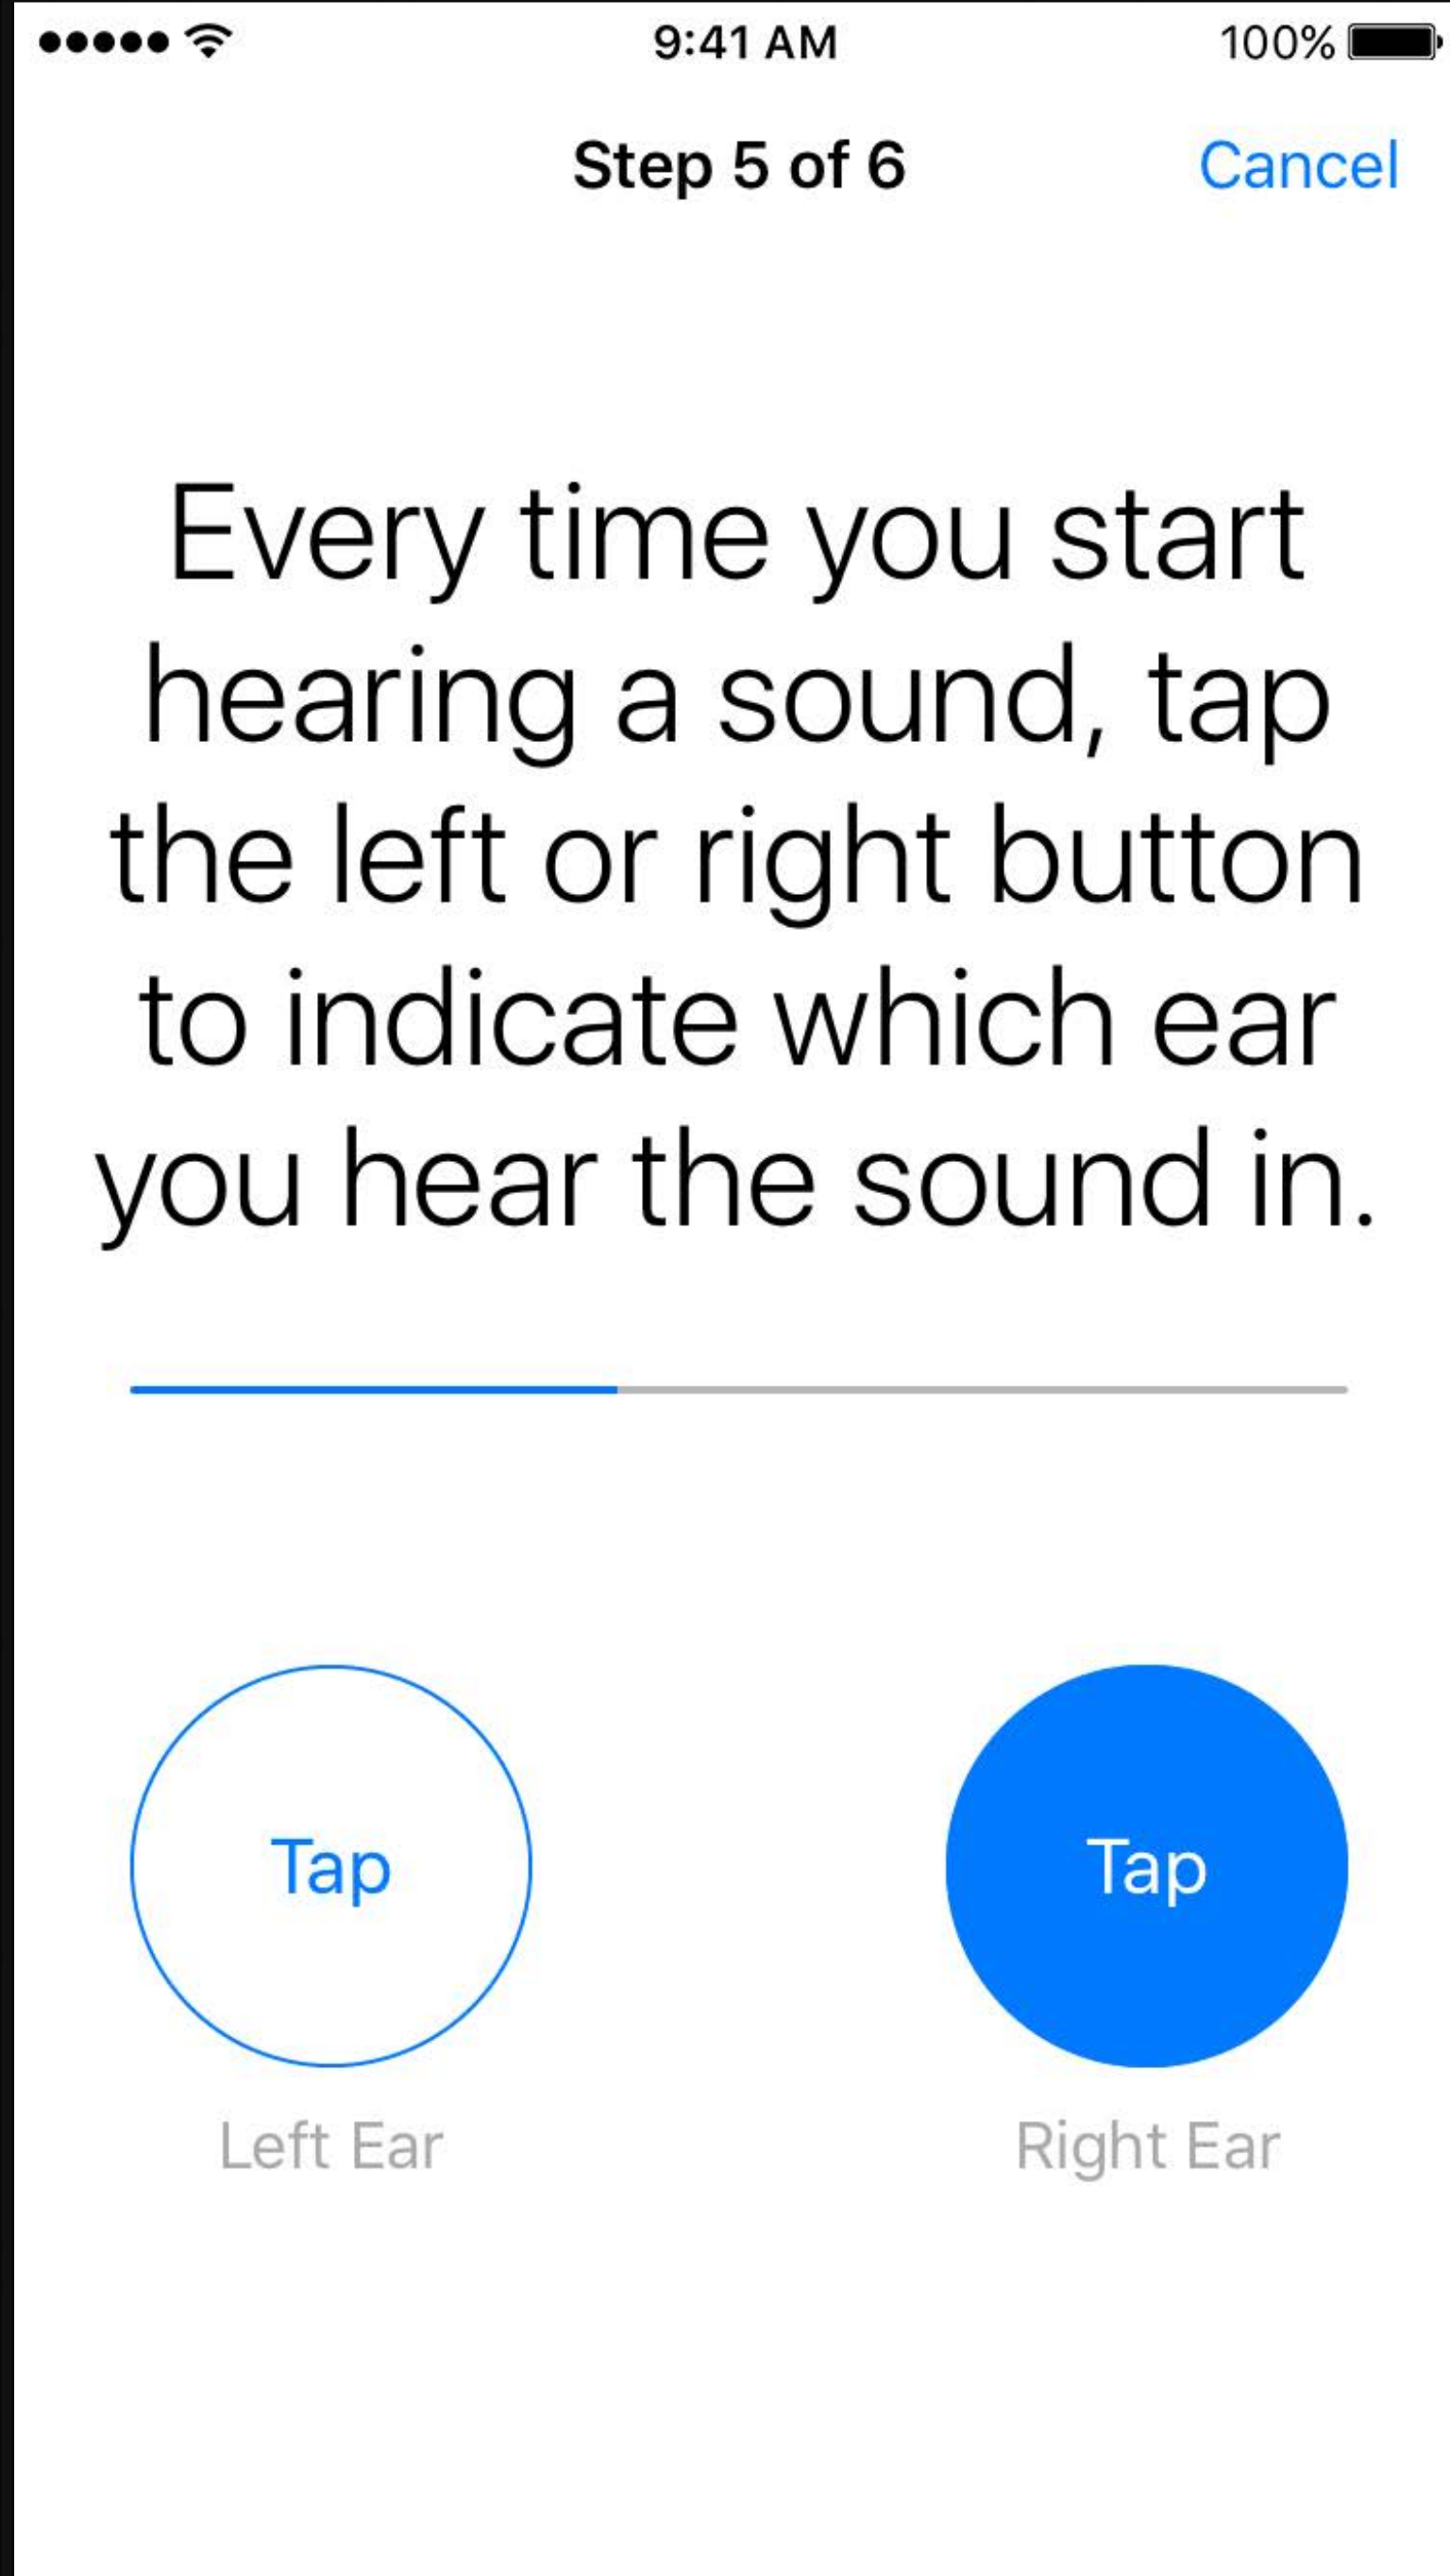 9:41 AM
100%
Step 5 of 6
Cancel
Every time you start
hearing a sound, tap
the left or right button
to indicate which ear
you hear the sound in.
Tap
Tap
Left Ear
Right Ear